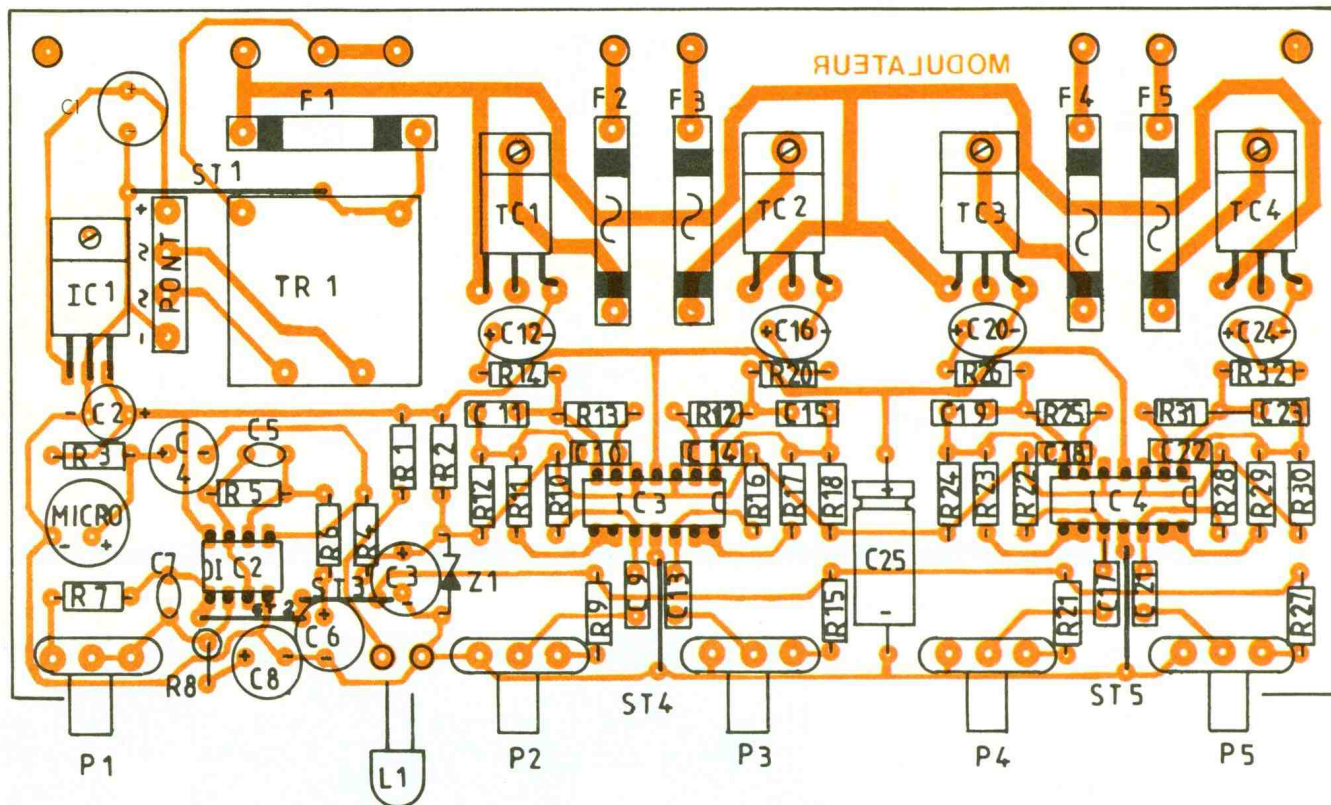 MODULATEUR
C1
F1
F2
F3
F4
F5
ST1
TC1
TC2
TC3
TC4
+
PONT
-
IC1
TR1
+C12-
+C16-
+C20-
+C24-
R14
R20
R26
R32
- C2 +
C11
R13
R12
C15
C19
R25
R31
C23
R3
+ C4 -
C5
R1
R2
C10
C14
C18
C22
R5
R12
R11
R10
IC3
R16
R17
R18
R24
R23
R22
IC4
R28
R29
R30
MICRO
- +
R6
R4
C25
C7
IC2
ST3
C3
Z1
R7
ST2
R9
C9
C13
R15
R21
C17
C21
R27
C6
R8
C8
ST4
ST5
P1
L1
P2
P3
P4
P5